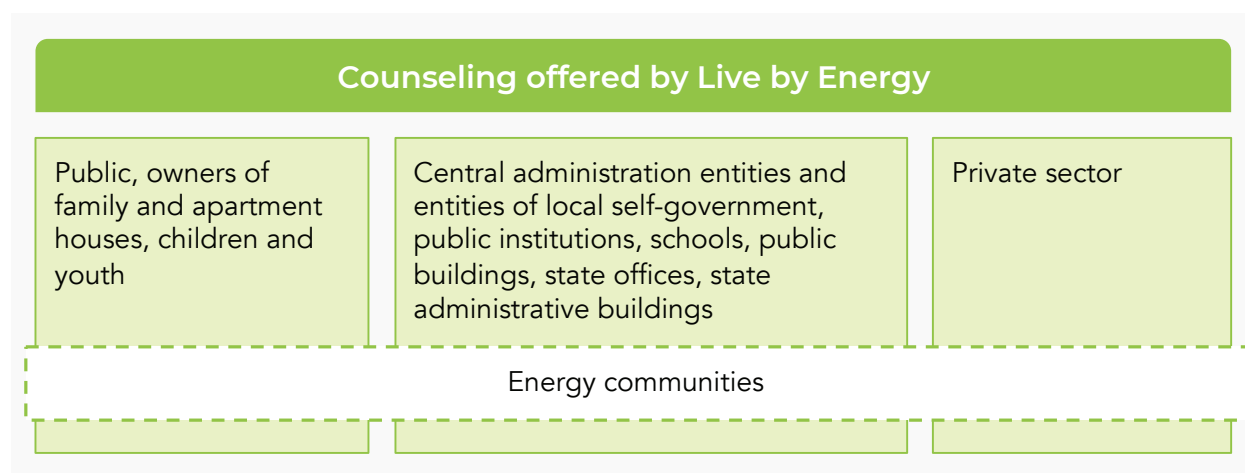 Counseling offered by Live by Energy
Public, owners of
family and apartment
houses, children and
youth
Central administration entities and
entities of local self-government,
public institutions, schools, public
buildings, state offices, state
administrative buildings
Private sector
Energy communities